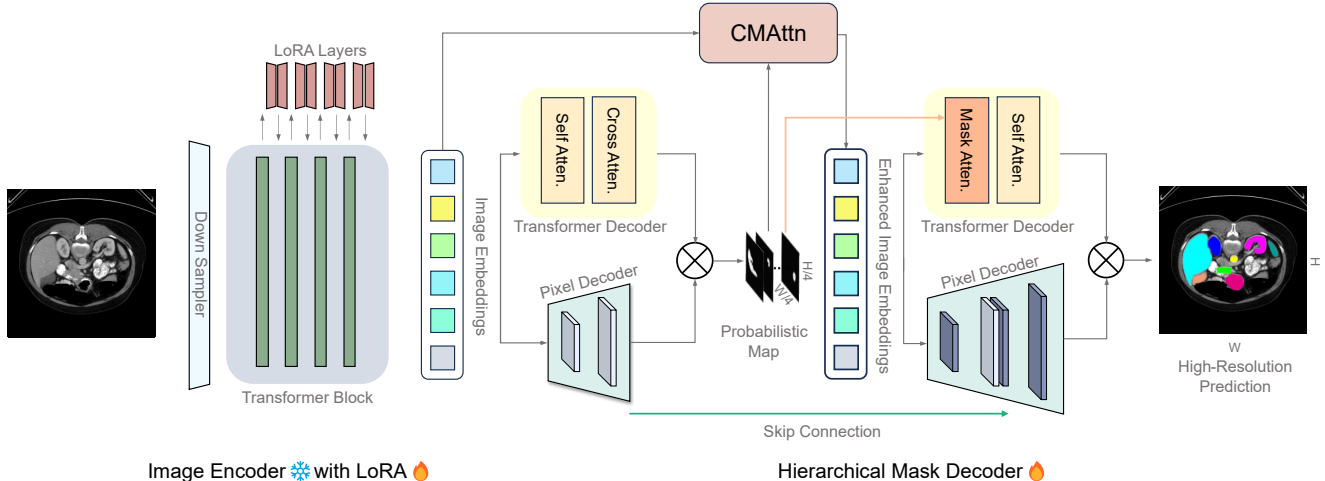 LoRA Layers
CMAttn
Down Sampler
Transformer Block
Image Embeddings
Self Atten.
Cross Atten.
Transformer Decoder
Pixel Decoder
H/4
W/4
Probabilistic
Map
Enhanced Image Embeddings
Mask Atten.
Self Atten.
Transformer Decoder
Pixel Decoder
H
W
High-Resolution
Prediction
Skip Connection
Image Encoder with LoRA
Hierarchical Mask Decoder